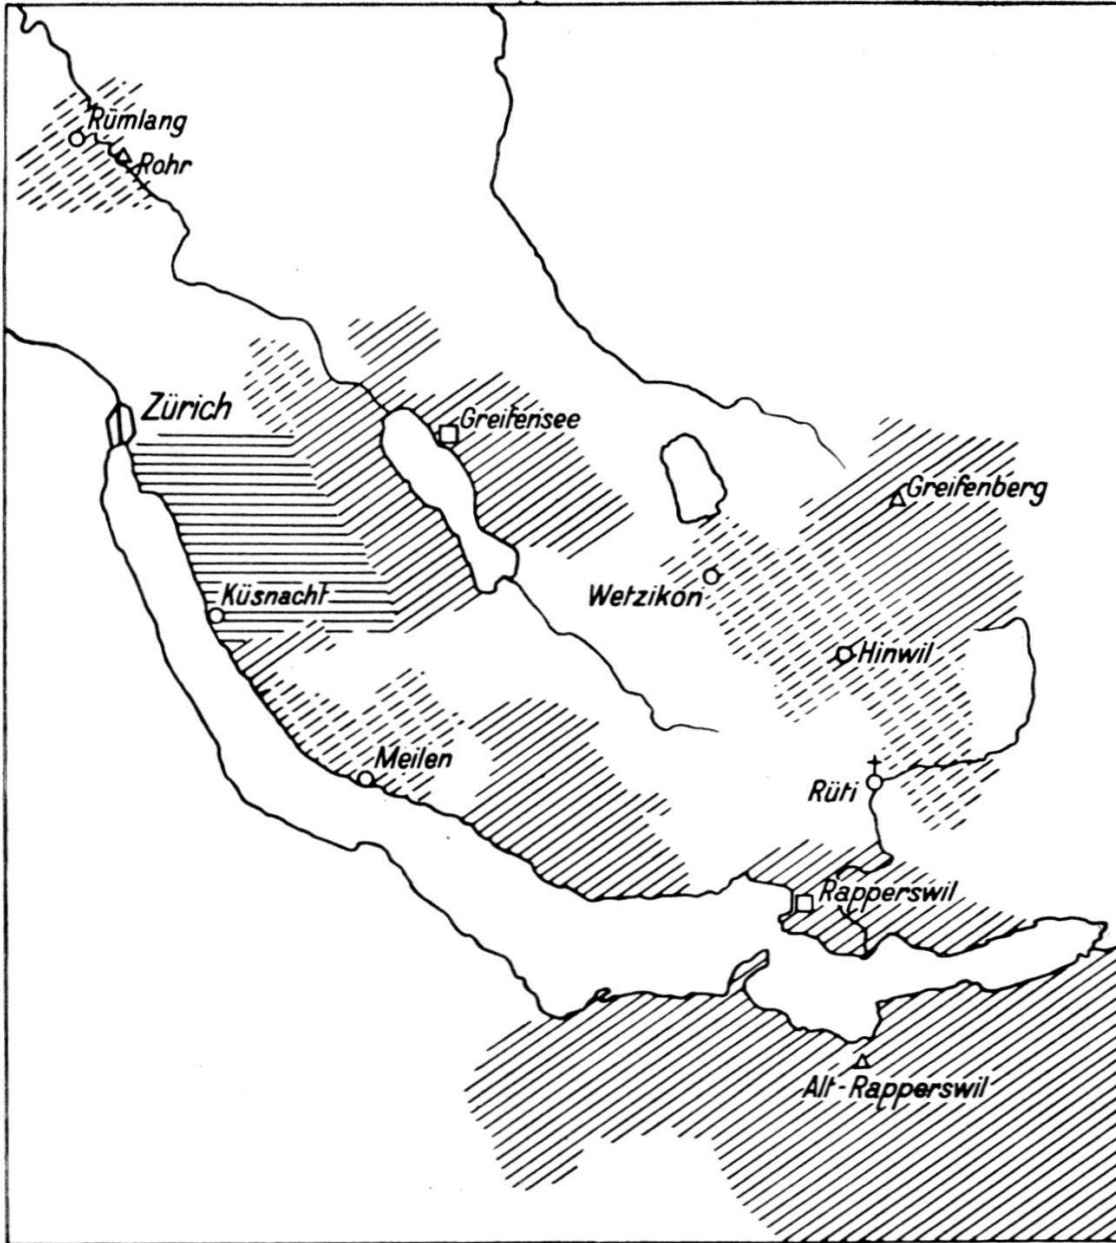 Rümlang
Rohr
Zürich
Greifensee
Greifenberg
Wetzikon
Küsnacht
Hinwil
Meilen
Rüti
Rapperswil
Alt-Rapperswil